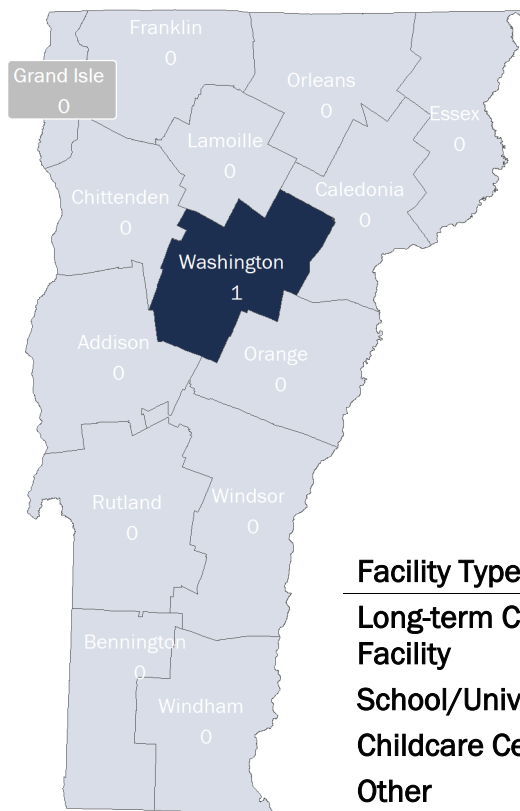 Franklin
0
Grand Isle
0
Orleans
0
Essex
0
Lamoille
0
Chittenden
0
Caledonia
0
Washington
1
Addison
0
Orange
0
Rutland
0
Windsor
0
Bennington
0
Windham
0
Facility Type
Long-term C
Facility
School/Univ
Childcare Ce
Other